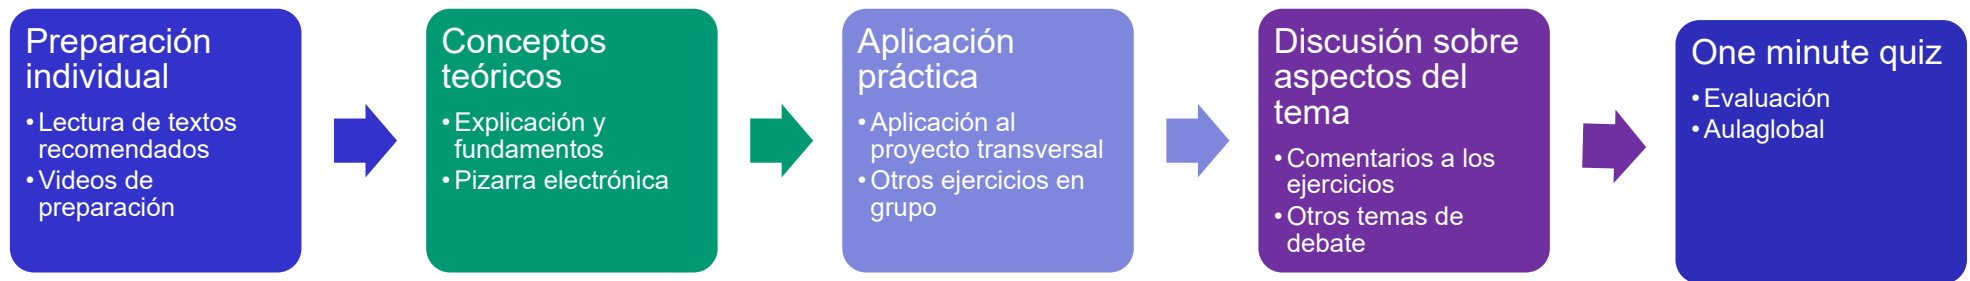 Preparación
individual
• Lectura de textos
recomendados
• Videos de
preparación
Conceptos
teóricos
• Explicación y
fundamentos
• Pizarra electrónica
Aplicación
práctica
• Aplicación al
proyecto transversal
• Otros ejercicios en
grupo
Discusión sobre
aspectos del
tema
• Comentarios a los
ejercicios
• Otros temas de
debate
One minute quiz
• Evaluación
• Aulaglobal